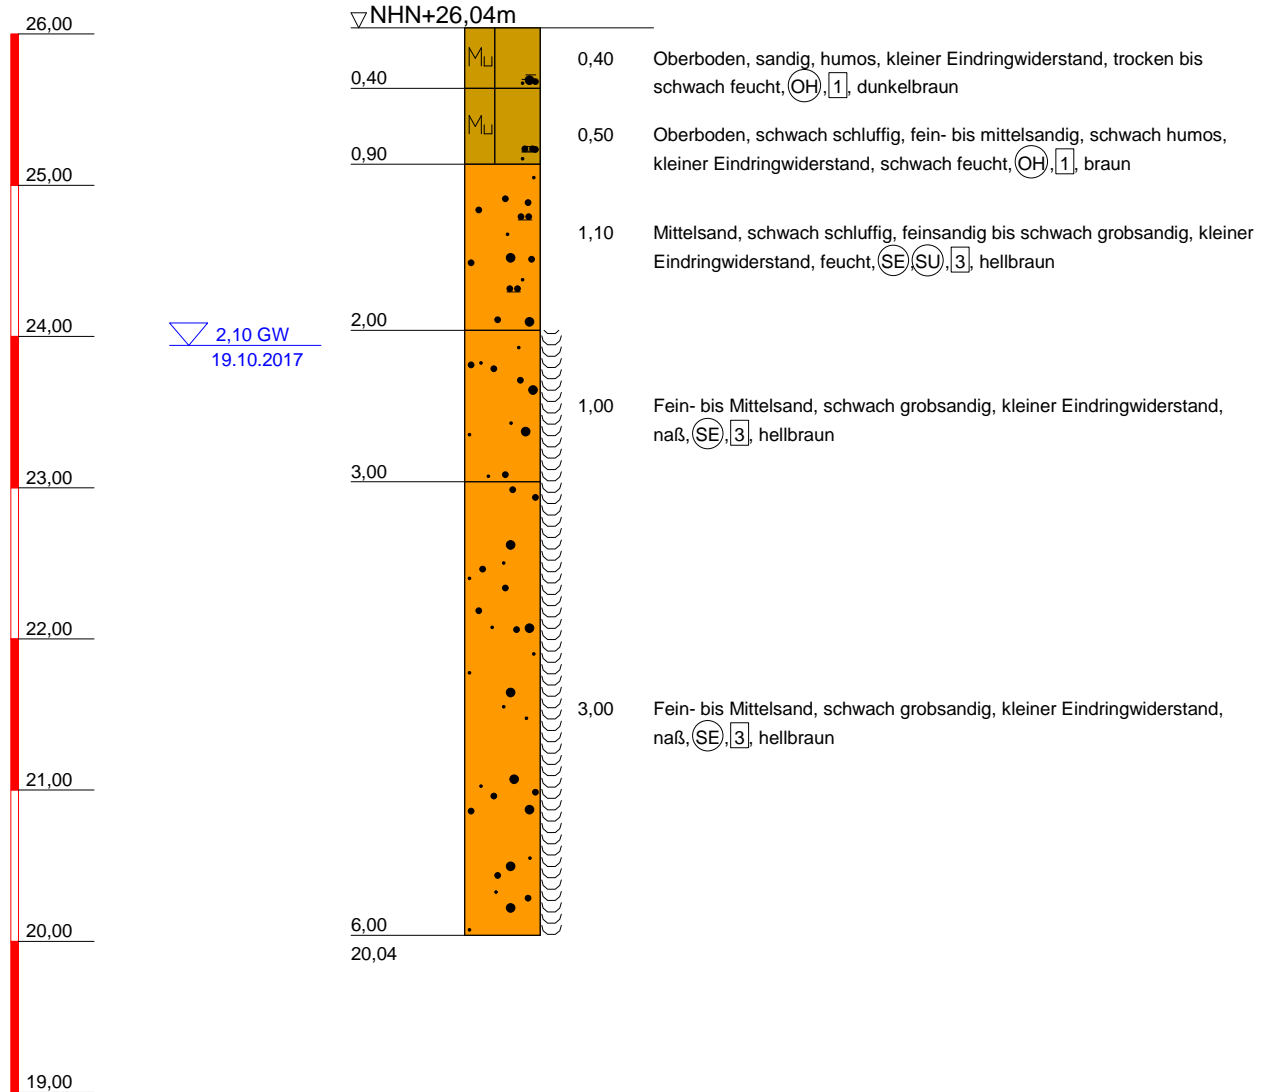 NHN+26,04m
26,00
25,00
24,00
23,00
22,00
21,00
20,00
19,00
2,10 GW
19.10.2017
0,40
0,90
2,00
3,00
6,00
20,04
Mu
Mu
0,40 Oberboden, sandig, humos, kleiner Eindringwiderstand, trocken bis
schwach feucht, OH, 1, dunkelbraun
0,50 Oberboden, schwach schluffig, fein- bis mittelsandig, schwach humos,
kleiner Eindringwiderstand, schwach feucht, OH, 1, braun
1,10 Mittelsand, schwach schluffig, feinsandig bis schwach grobsandig, kleiner
Eindringwiderstand, feucht, SE, SU, 3, hellbraun
1,00 Fein- bis Mittelsand, schwach grobsandig, kleiner Eindringwiderstand,
naß, SE, 3, hellbraun
3,00 Fein- bis Mittelsand, schwach grobsandig, kleiner Eindringwiderstand,
naß, SE, 3, hellbraun